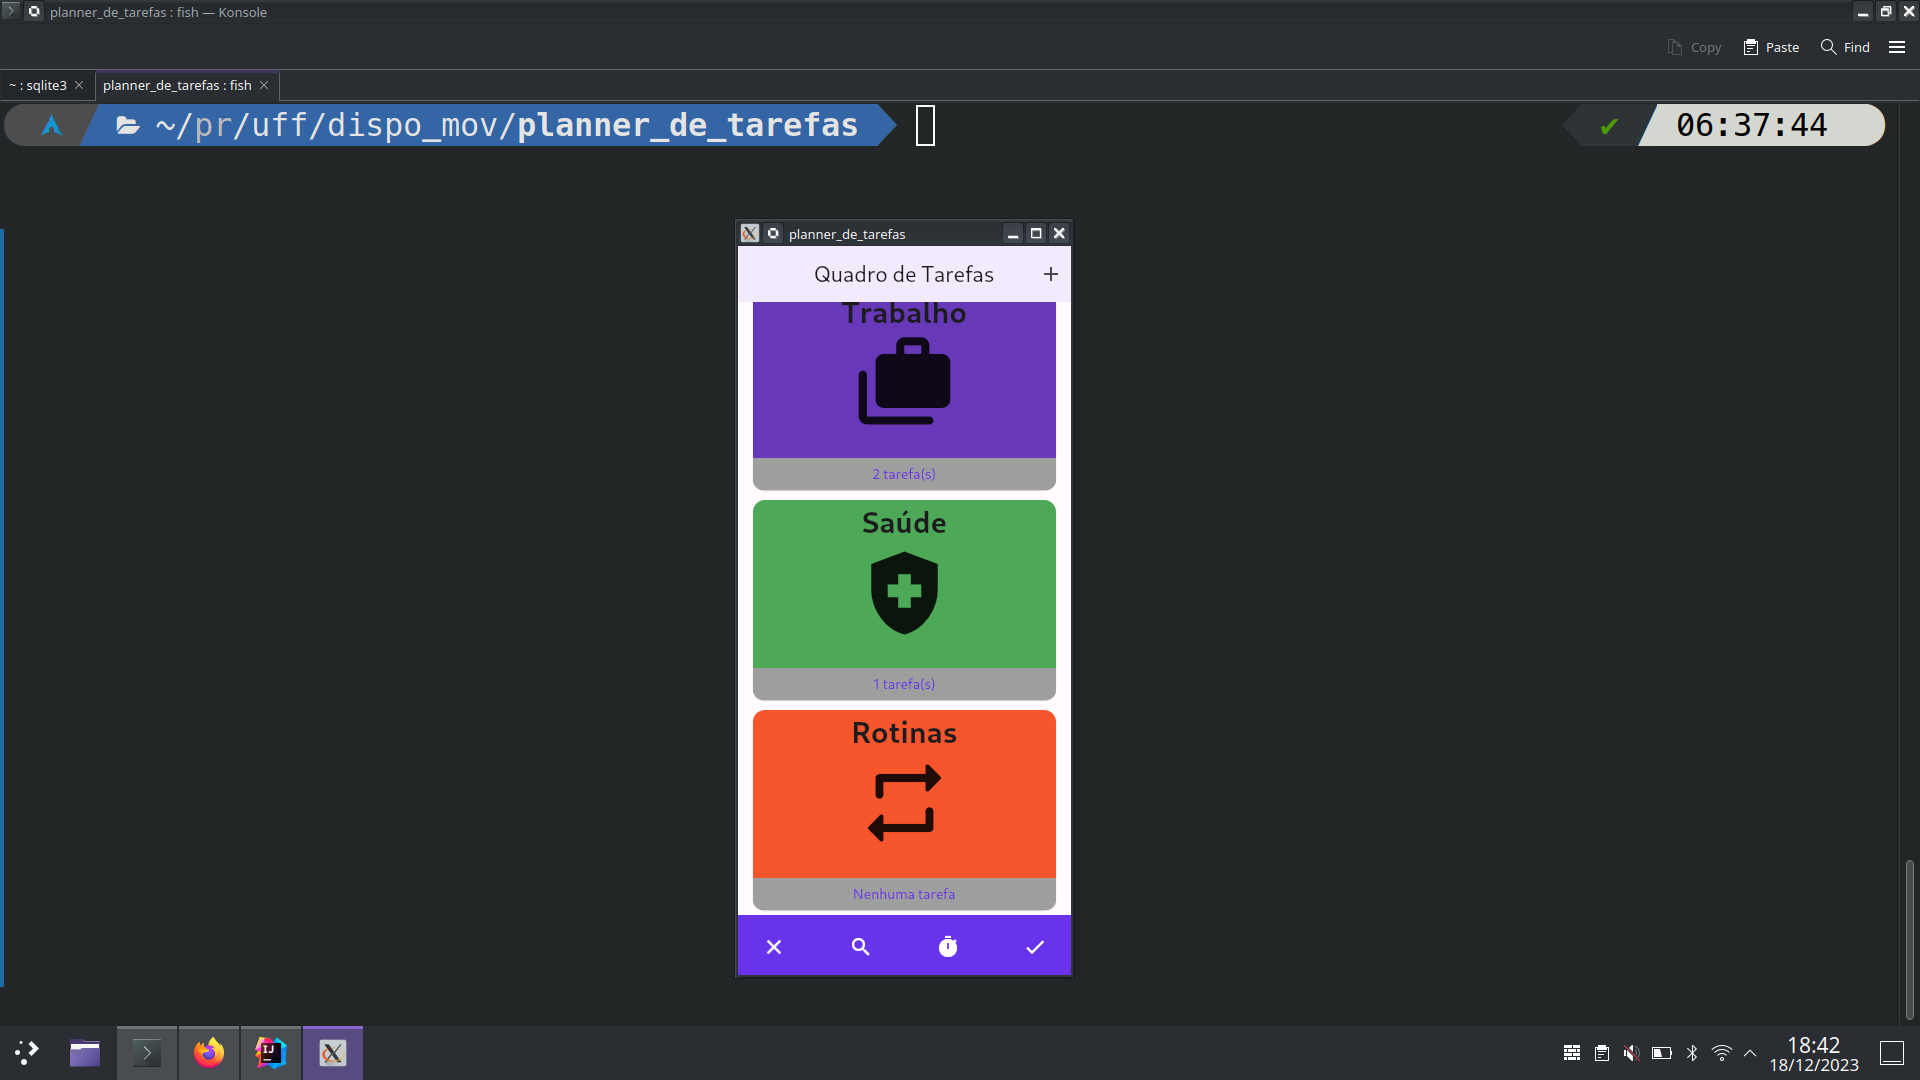 planner_de_tarefas : fish — Konsole
Copy Paste Find
~ : sqlite3 planner_de_tarefas : fish
~/pr/uff/dispo_mov/planner_de_tarefas 06:37:44
planner_de_tarefas
Quadro de Tarefas
Trabalho
2 tarefa(s)
Saúde
1 tarefa(s)
Rotinas
Nenhuma tarefa
IJ
18:42
18/12/2023